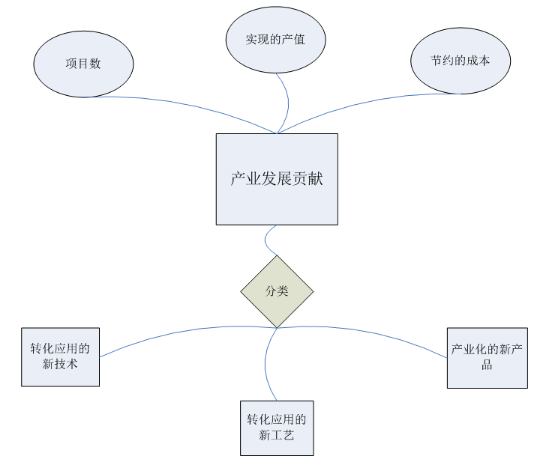 项目数
实现的产值
节约的成本
产业发展贡献
分类
转化应用的
新技术
转化应用的
新工艺
产业化的新产
品